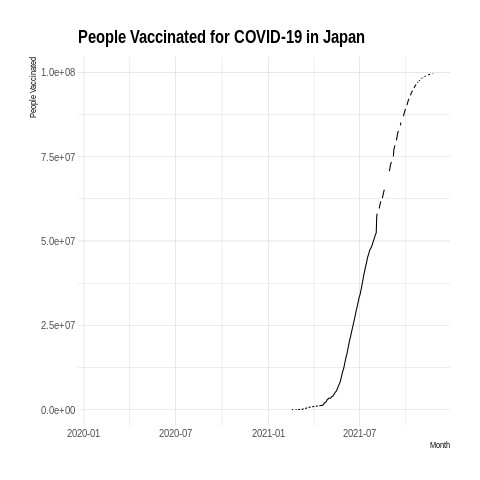 People Vaccinated for COVID-19 in Japan
People Vaccinated
1.0e+08
7.5e+07
5.0e+07
2.5e+07
0.0e+00
2020-01 2020-07 2021-01 2021-07
Month